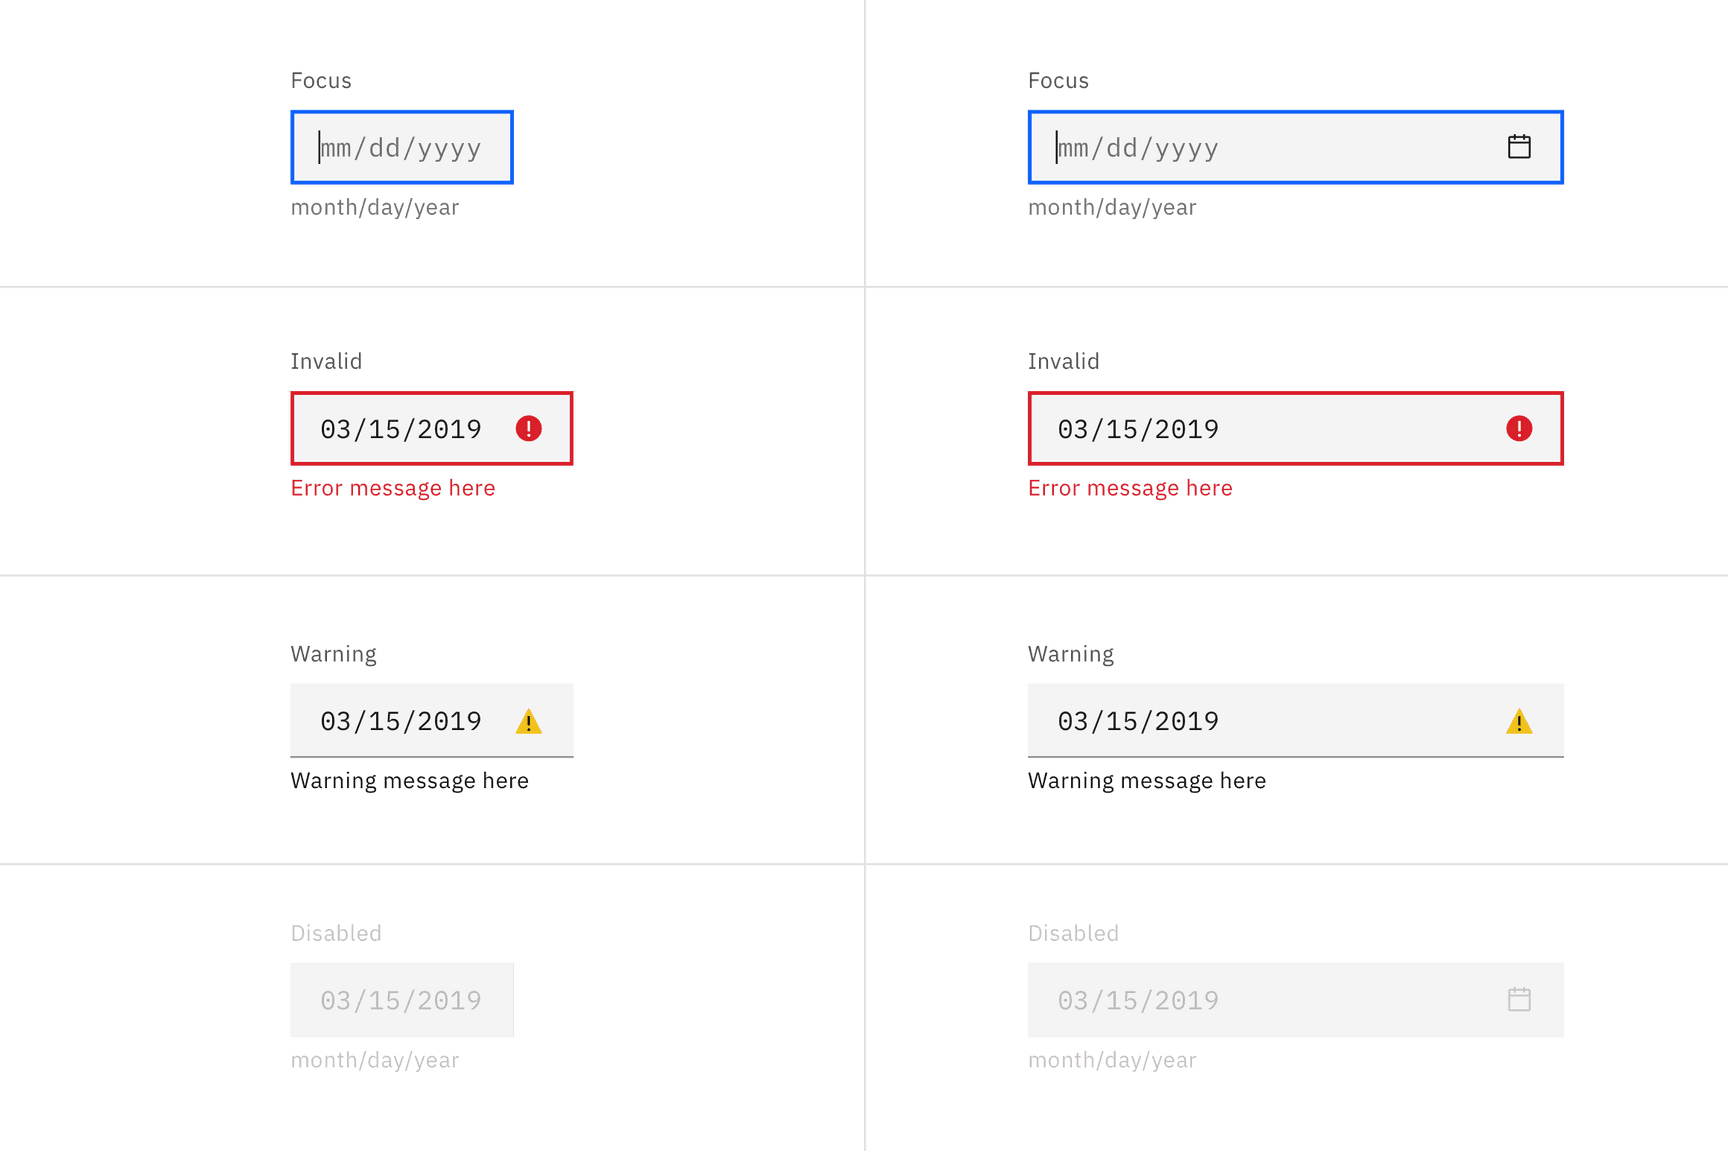 Focus
mm/dd/yyyy
month/day/year
Focus
mm/dd/yyyy
month/day/year
Invalid
03/15/2019
Error message here
Invalid
03/15/2019
Error message here
Warning
03/15/2019
Warning message here
Warning
03/15/2019
Warning message here
Disabled
03/15/2019
month/day/year
Disabled
03/15/2019
month/day/year